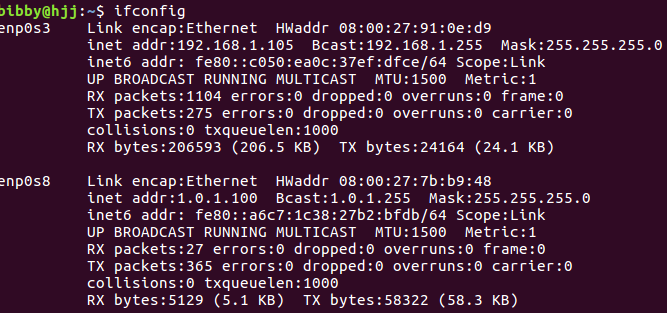 bibby@hjj:~$ ifconfig
enp0s3 Link encap:Ethernet HWaddr 08:00:27:91:0e:d9
inet addr:192.168.1.105 Bcast:192.168.1.255 Mask:255.255.255.0
inet6 addr: fe80::c050:ea0c:37ef:dfce/64 Scope:Link
UP BROADCAST RUNNING MULTICAST MTU:1500 Metric:1
RX packets:1104 errors:0 dropped:0 overruns:0 frame:0
TX packets:275 errors:0 dropped:0 overruns:0 carrier:0
collisions:0 txqueuelen:1000
RX bytes:206593 (206.5 KB) TX bytes:24164 (24.1 KB)
enp0s8 Link encap:Ethernet HWaddr 08:00:27:7b:b9:48
inet addr:1.0.1.100 Bcast:1.0.1.255 Mask:255.255.255.0
inet6 addr: fe80::a6c7:1c38:27b2:bfdb/64 Scope:Link
UP BROADCAST RUNNING MULTICAST MTU:1500 Metric:1
RX packets:27 errors:0 dropped:0 overruns:0 frame:0
TX packets:365 errors:0 dropped:0 overruns:0 carrier:0
collisions:0 txqueuelen:1000
RX bytes:5129 (5.1 KB) TX bytes:58322 (58.3 KB)